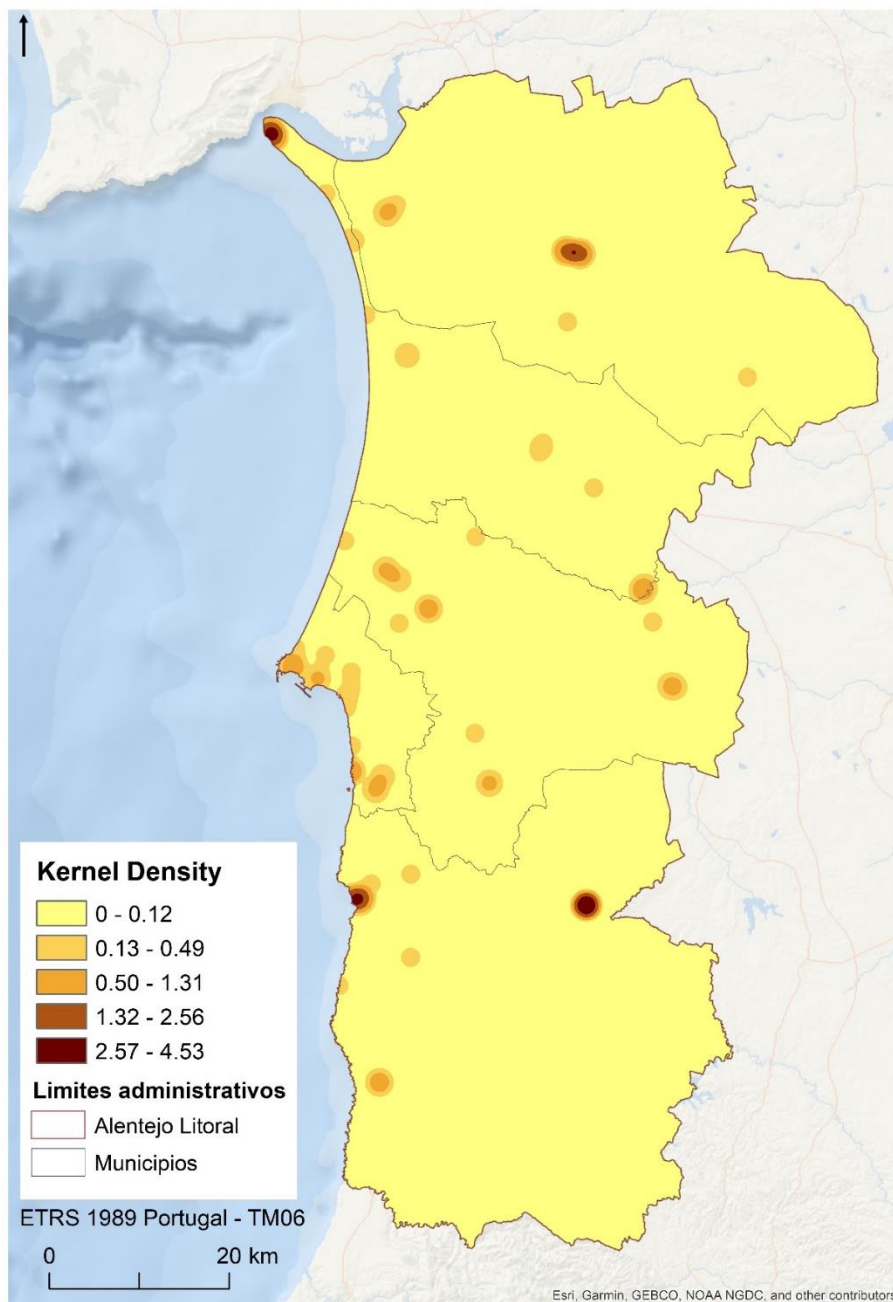 Kernel Density
0 - 0.12
0.13 - 0.49
0.50 - 1.31
1.32 - 2.56
2.57 - 4.53
Limites administrativos
Alentejo Litoral
Municipios
ETRS 1989 Portugal - TM06
0 20 km
Esri, Garmin, GEBCO, NOAA NGDC, and other contributors